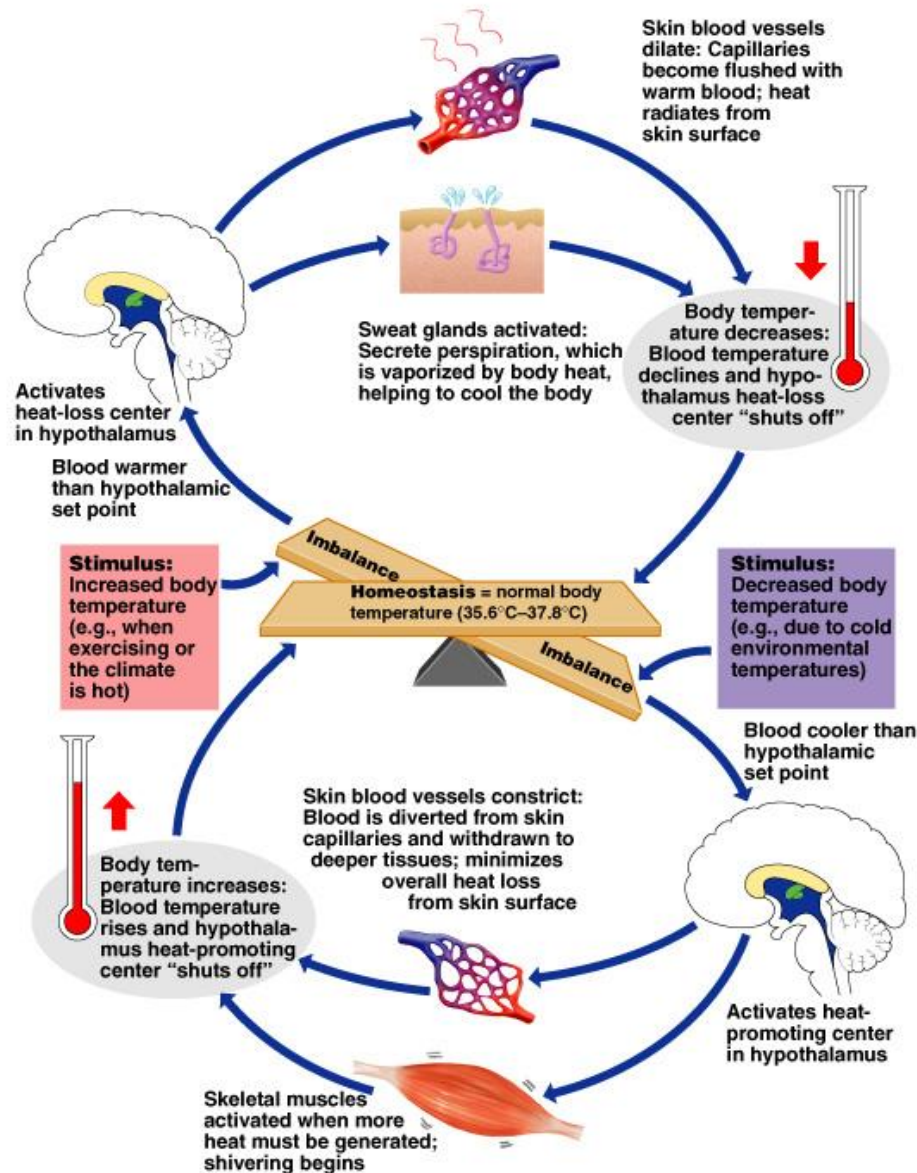 Skin blood vessels
dilate: Capillaries
become flushed with
warm blood; heat
radiates from
skin surface
Sweat glands activated:
Secrete perspiration, which
is vaporized by body heat,
helping to cool the body
Body temper-
ature decreases:
Blood temperature
declines and hypo-
thalamus heat-loss
center “shuts off”
Activates
heat-loss center
in hypothalamus
Blood warmer
than hypothalamic
set point
Stimulus:
Increased body
temperature
(e.g., when
exercising or
the climate
is hot)
Imbalance
Homeostasis = normal body
temperature (35.6°C–37.8°C)
Imbalance
Stimulus:
Decreased body
temperature
(e.g., due to cold
environmental
temperatures)
Blood cooler than
hypothalamic
set point
Skin blood vessels constrict:
Blood is diverted from skin
capillaries and withdrawn to
deeper tissues; minimizes
overall heat loss
from skin surface
Body tem-
perature increases:
Blood temperature
rises and hypothala-
mus heat-promoting
center “shuts off”
Activates heat-
promoting center
in hypothalamus
Skeletal muscles
activated when more
heat must be generated;
shivering begins